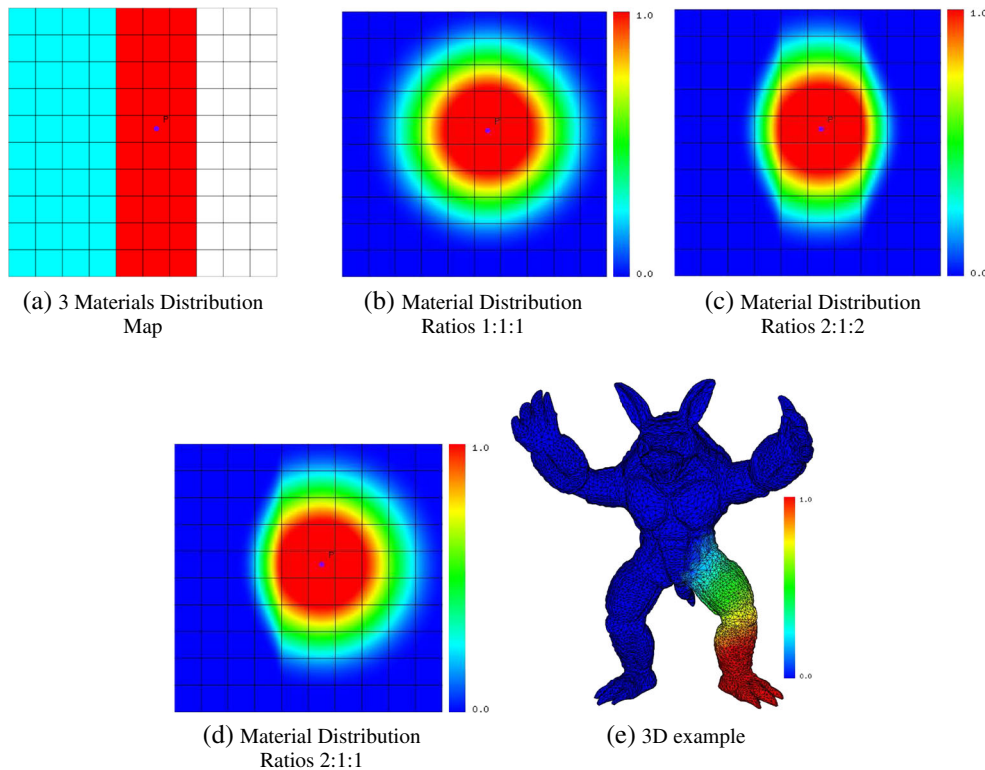 P
(a) 3 Materials Distribution
Map
P
1.0
0.0
(b) Material Distribution
Ratios 1:1:1
P
1.0
0.0
(c) Material Distribution
Ratios 2:1:2
P
1.0
0.0
(d) Material Distribution
Ratios 2:1:1
1.0
0.0
(e) 3D example